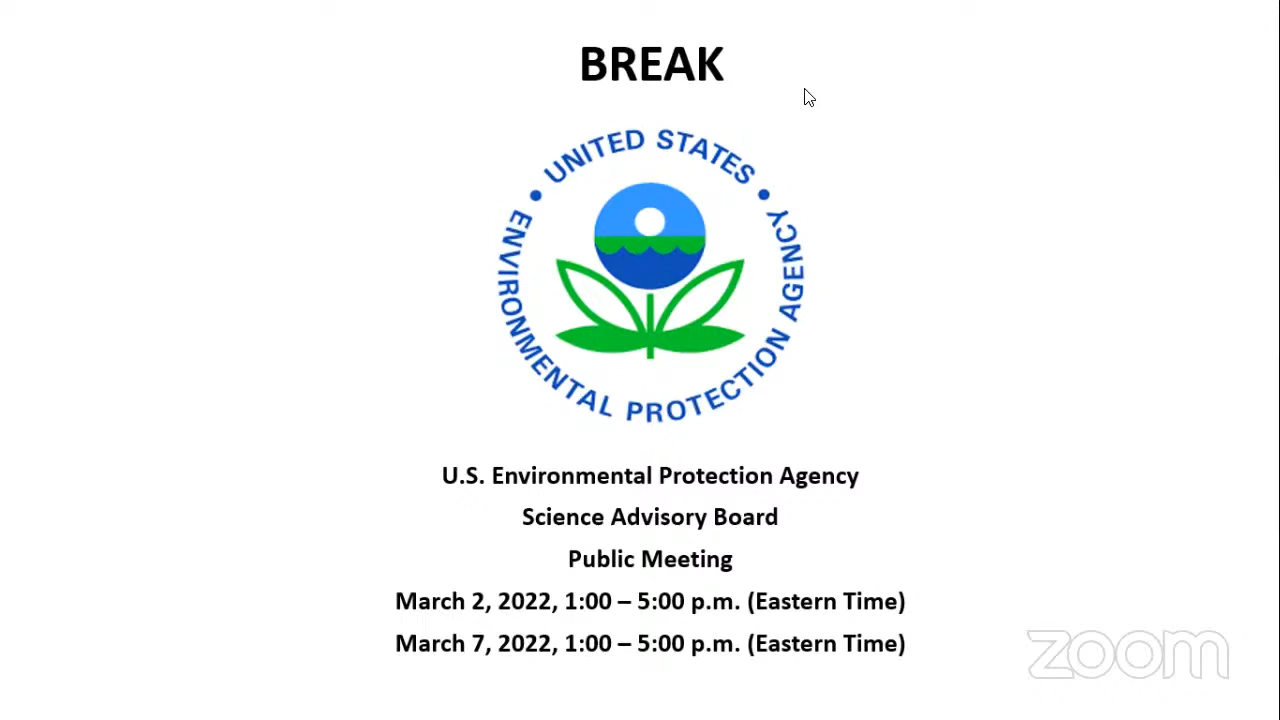 BREAK
UNITED STATES
ENVIRONMENTAL PROTECTION AGENCY
U.S. Environmental Protection Agency
Science Advisory Board
Public Meeting
March 2, 2022, 1:00 – 5:00 p.m. (Eastern Time)
March 7, 2022, 1:00 – 5:00 p.m. (Eastern Time)
zoom